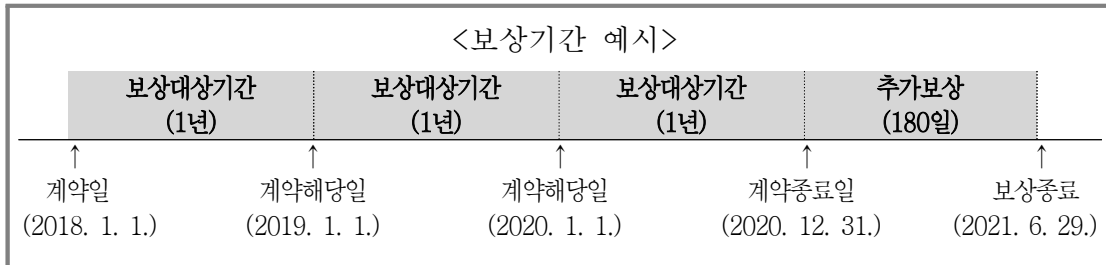 <보상기간 예시>
보상대상기간 보상대상기간 보상대상기간 추가보상
(1년) (1년) (1년) (180일)
↑ ↑ ↑ ↑ ↑
계약일 계약해당일 계약해당일 계약종료일 보상종료
(2018. 1. 1.) (2019. 1. 1.) (2020. 1. 1.) (2020. 12. 31.) (2021. 6. 29.)